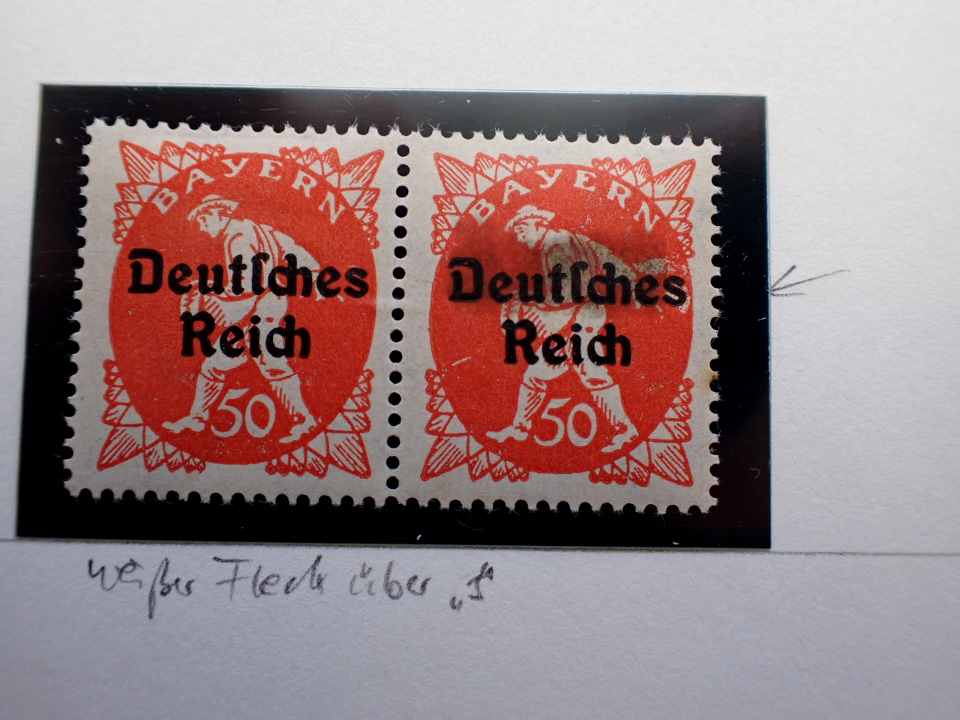 BAYERN
Deutſches
Reich
50
BAYERN
Deutſches
Reich
50
weißer Fleck über „s"